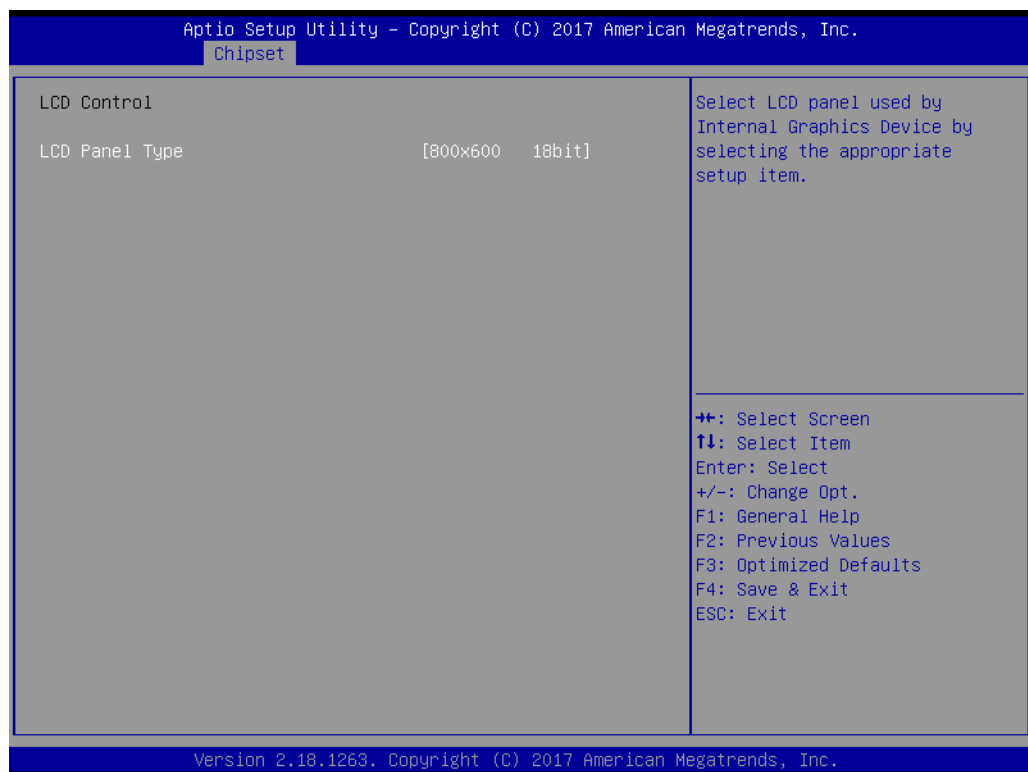 Aptio Setup Utility – Copyright (C) 2017 American Megatrends, Inc.
Chipset
LCD Control
LCD Panel Type [800x600 18bit]
Select LCD panel used by
Internal Graphics Device by
selecting the appropriate
setup item.
→←: Select Screen
↑↓: Select Item
Enter: Select
+/-: Change Opt.
F1: General Help
F2: Previous Values
F3: Optimized Defaults
F4: Save & Exit
ESC: Exit
Version 2.18.1263. Copyright (C) 2017 American Megatrends, Inc.